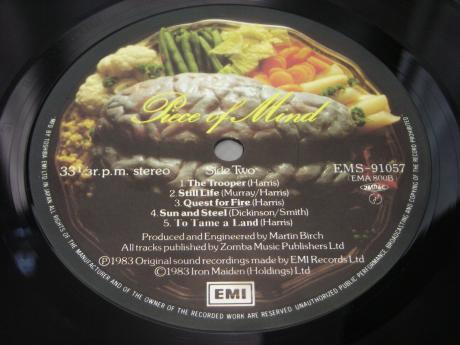 Piece of Mind
33 1/3r.p.m. stereo
Side Two
EMS-91057
(EMA 800B)
1. The Trooper (Harris)
2. Still Life (Murray/Harris)
3. Quest for Fire (Harris)
4. Sun and Steel (Dickinson/Smith)
5. To Tame a Land (Harris)
Produced and Engineered by Martin Birch
All tracks published by Zomba Music Publishers Ltd
Ⓟ1983 Original sound recordings made by EMI Records Ltd
©1983 Iron Maiden (Holdings) Ltd
EMI
MFD BY TOSHIBA EMI LTD IN JAPAN. ALL RIGHTS OF THE MANUFACTURER AND OF THE OWNER OF THE RECORDED WORK ARE RESERVED. UNAUTHORIZED PUBLIC PERFORMANCE, BROADCASTING AND COPYING OF THE RECORD PROHIBITED.